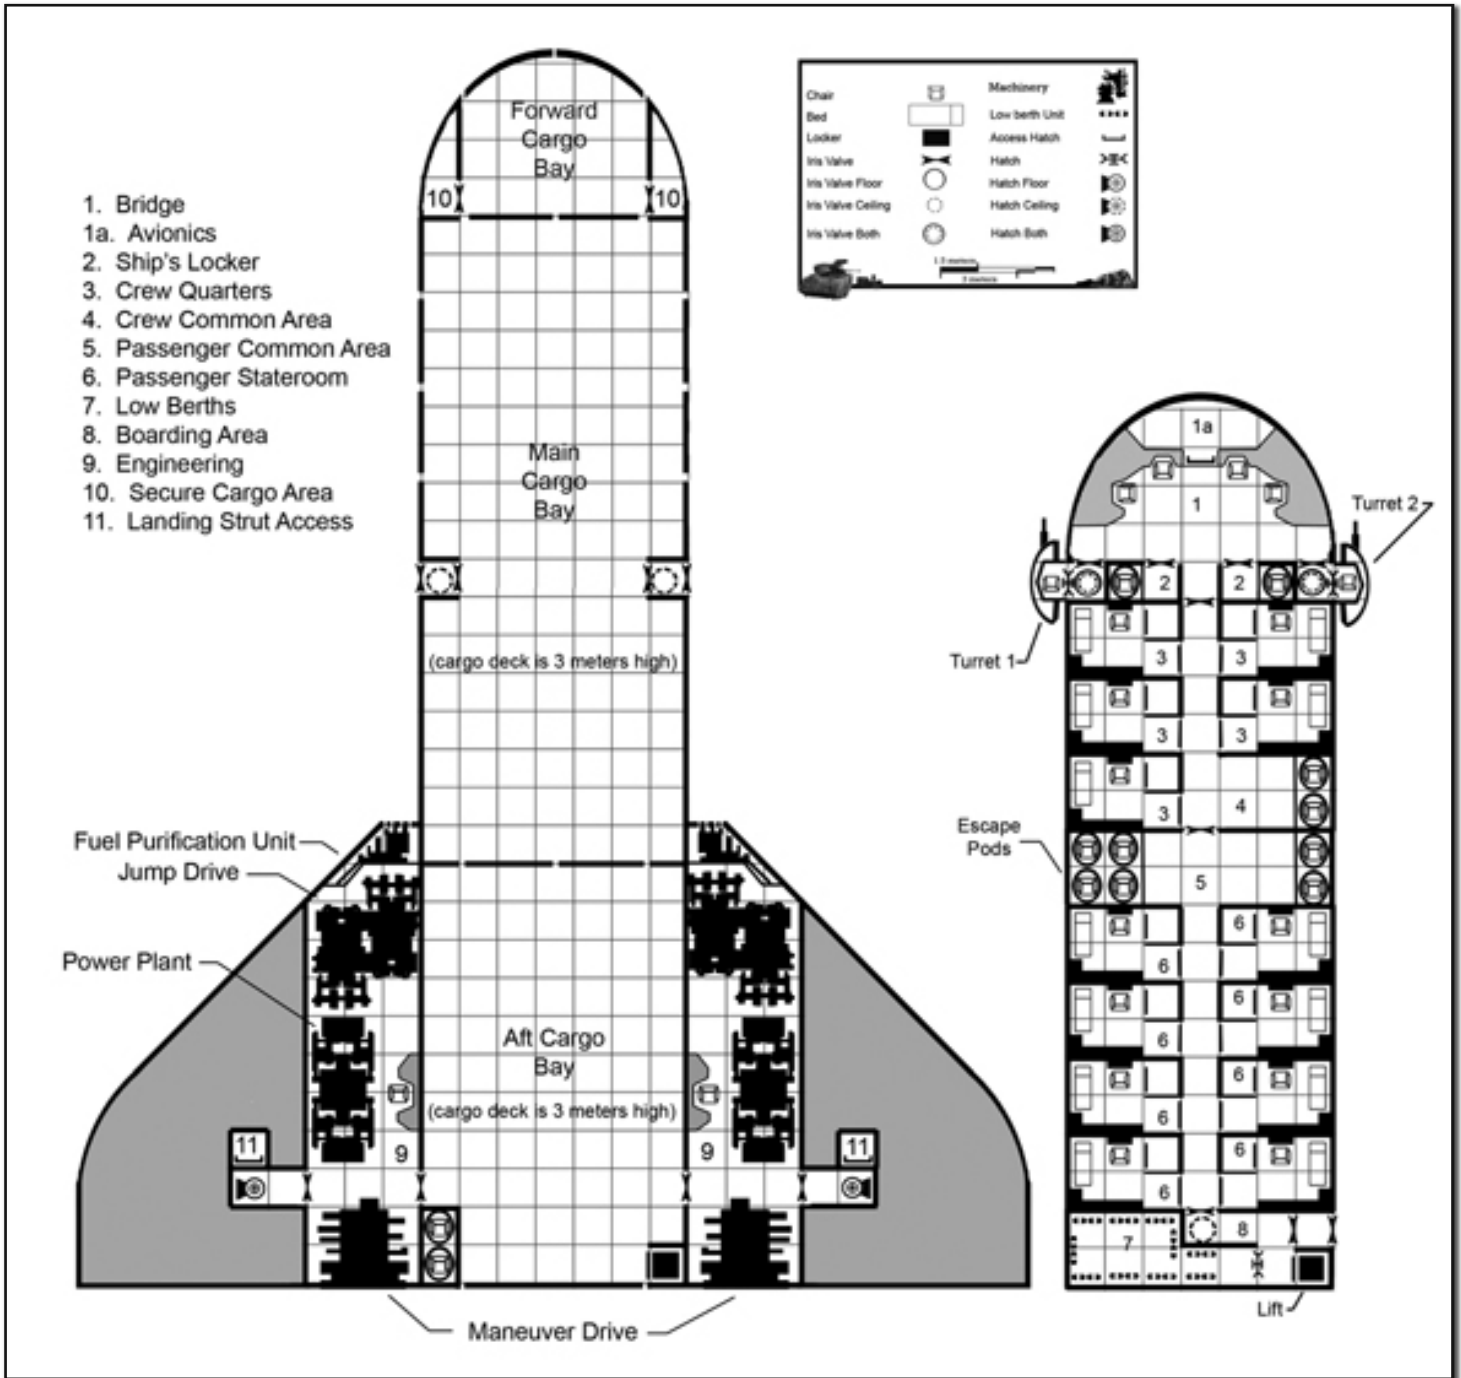 Forward
Cargo
Bay
10
10
1. Bridge
1a. Avionics
2. Ship's Locker
3. Crew Quarters
4. Crew Common Area
5. Passenger Common Area
6. Passenger Stateroom
7. Low Berths
8. Boarding Area
9. Engineering
10. Secure Cargo Area
11. Landing Strut Access
Chair
Bed
Locker
Iris Valve
Iris Valve Floor
Iris Valve Ceiling
Iris Valve Both
Machinery
Low berth Unit
Access Hatch
Hatch
Hatch Floor
Hatch Ceiling
Hatch Both
1.5 meters
3 meters
Main
Cargo
Bay
(cargo deck is 3 meters high)
Fuel Purification Unit
Jump Drive
Power Plant
Aft Cargo
Bay
(cargo deck is 3 meters high)
11
9
9
11
Maneuver Drive
1a
1
Turret 2
2
2
Turret 1
3
3
3
3
3
4
Escape
Pods
5
6
6
6
6
6
6
6
6
7
8
Lift